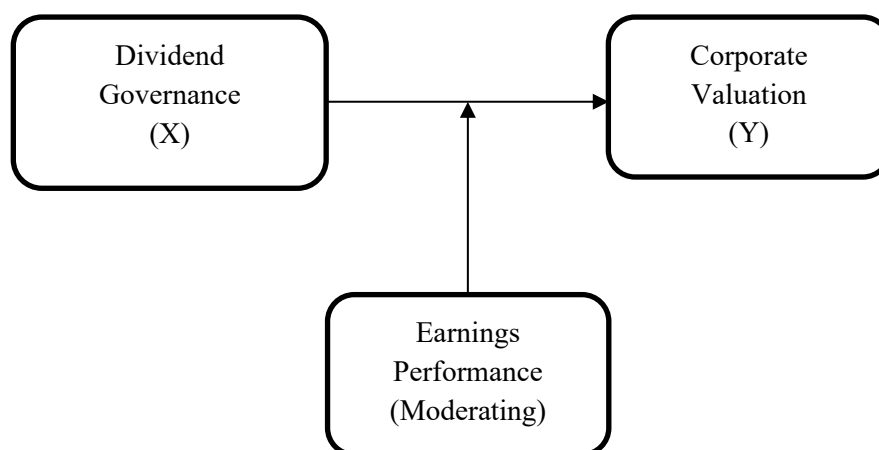 Dividend
Governance
(X)
Corporate
Valuation
(Y)
Earnings
Performance
(Moderating)